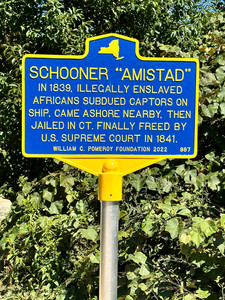 SCHOONER "AMISTAD"
IN 1839, ILLEGALLY ENSLAVED
AFRICANS SUBDUED CAPTORS ON
SHIP, CAME ASHORE NEARBY, THEN
JAILED IN CT. FINALLY FREED BY
U.S. SUPREME COURT IN 1841.
WILLIAM C. POMEROY FOUNDATION 2022 987